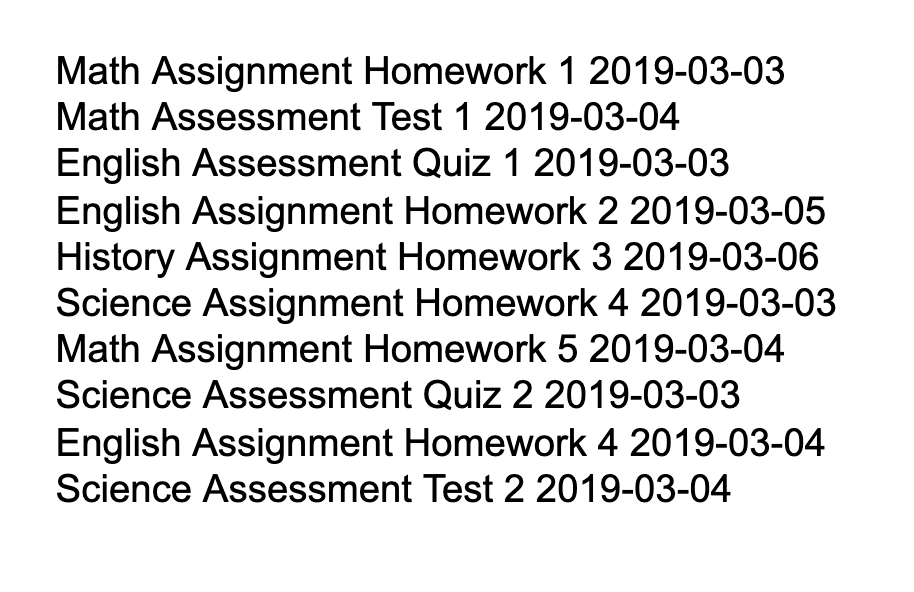 Math Assignment Homework 1 2019-03-03
Math Assessment Test 1 2019-03-04
English Assessment Quiz 1 2019-03-03
English Assignment Homework 2 2019-03-05
History Assignment Homework 3 2019-03-06
Science Assignment Homework 4 2019-03-03
Math Assignment Homework 5 2019-03-04
Science Assessment Quiz 2 2019-03-03
English Assignment Homework 4 2019-03-04
Science Assessment Test 2 2019-03-04